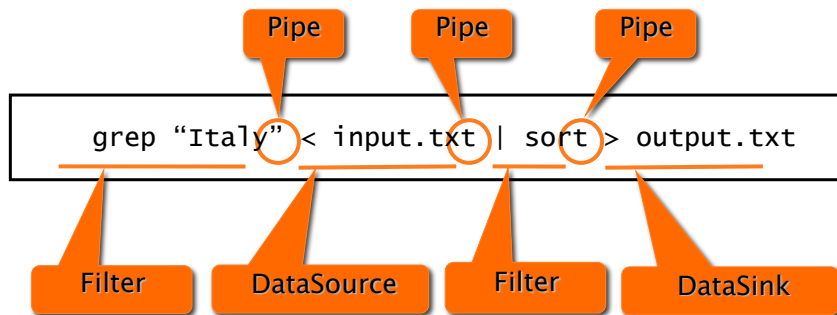 Pipe Pipe Pipe
grep “Italy” < input.txt | sort > output.txt
Filter DataSource Filter DataSink